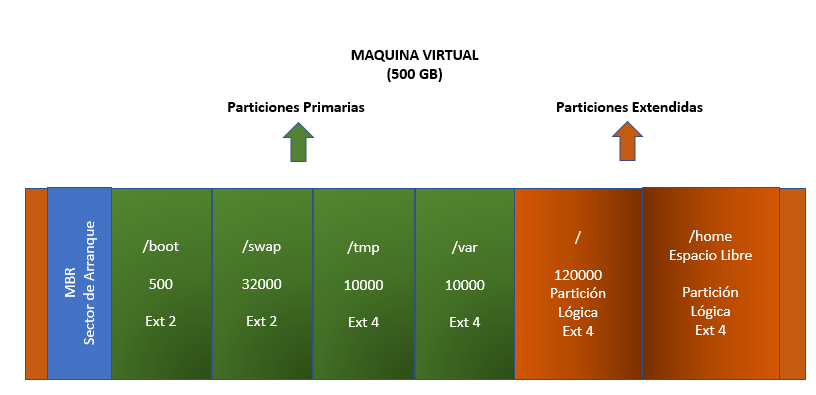 MAQUINA VIRTUAL
(500 GB)
Particiones Primarias
Particiones Extendidas
MBR
Sector de Arranque
/boot
500
Ext 2
/swap
32000
Ext 2
/tmp
10000
Ext 4
/var
10000
Ext 4
/
120000
Partición
Lógica
Ext 4
/home
Espacio Libre
Partición
Lógica
Ext 4